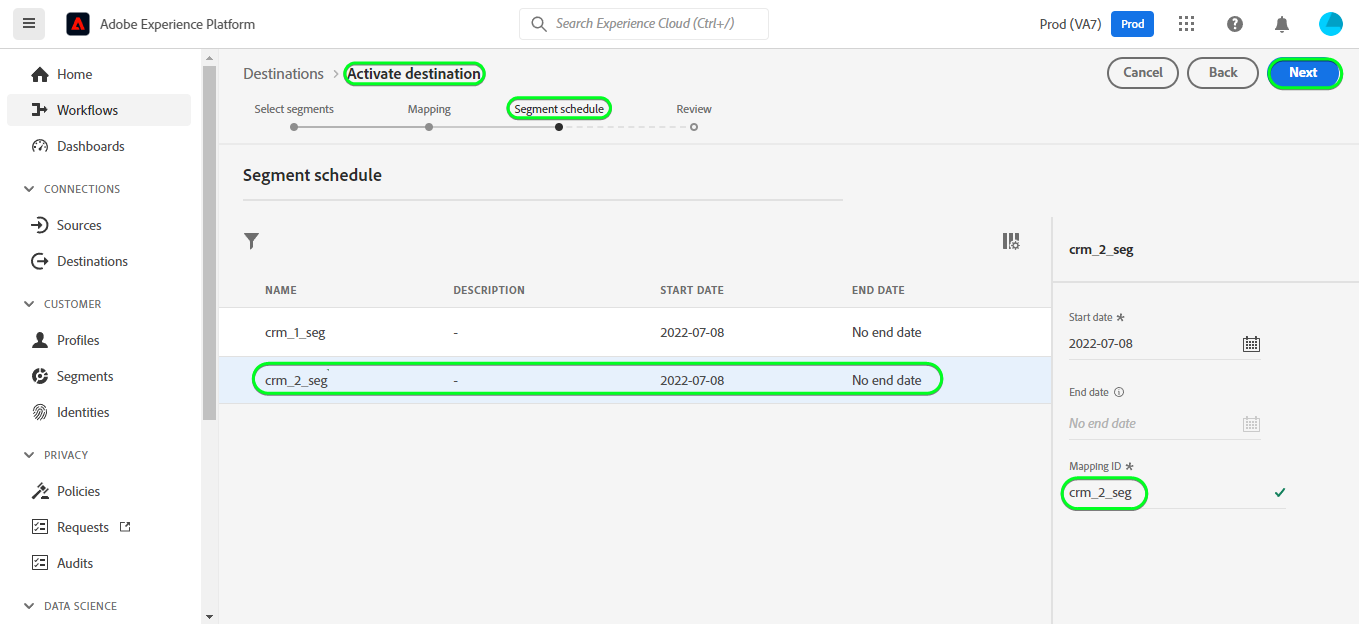 Adobe Experience Platform
Search Experience Cloud (Ctrl+/)
Prod (VA7)
Prod
Home
Workflows
Dashboards
CONNECTIONS
Sources
Destinations
CUSTOMER
Profiles
Segments
Identities
PRIVACY
Policies
Requests
Audits
DATA SCIENCE
Destinations > Activate destination
Cancel
Back
Next
Select segments
Mapping
Segment schedule
Review
Segment schedule
NAME DESCRIPTION START DATE END DATE
crm_1_seg - 2022-07-08 No end date
crm_2_seg - 2022-07-08 No end date
crm_2_seg
Start date *
2022-07-08
End date
No end date
Mapping ID *
crm_2_seg